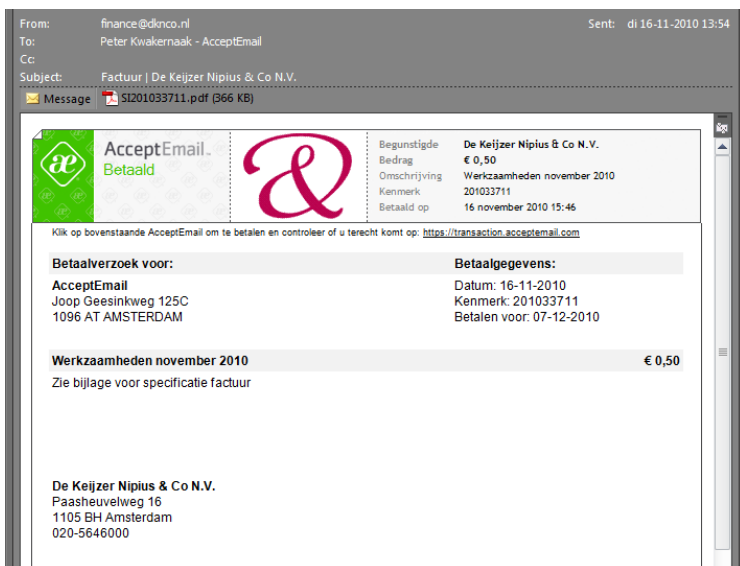 From: finance@dknco.nl Sent: di 16-11-2010 13:54
To: Peter Kwakernaak - AcceptEmail
Cc:
Subject: Factuur | De Keijzer Nipius & Co N.V.
Message SI201033711.pdf (366 KB)
æ
AcceptEmail
Betaald
&
Begunstigde De Keijzer Nipius & Co N.V.
Bedrag € 0,50
Omschrijving Werkzaamheden november 2010
Kenmerk 201033711
Betaald op 16 november 2010 15:46
Klik op bovenstaande AcceptEmail om te betalen en controleer of u terecht komt op: https://transaction.acceptemail.com
Betaalverzoek voor: Betaalgegevens:
AcceptEmail Datum: 16-11-2010
Joop Geesinkweg 125C Kenmerk: 201033711
1096 AT AMSTERDAM Betalen voor: 07-12-2010
Werkzaamheden november 2010 € 0,50
Zie bijlage voor specificatie factuur
De Keijzer Nipius & Co N.V.
Paasheuvelweg 16
1105 BH Amsterdam
020-5646000